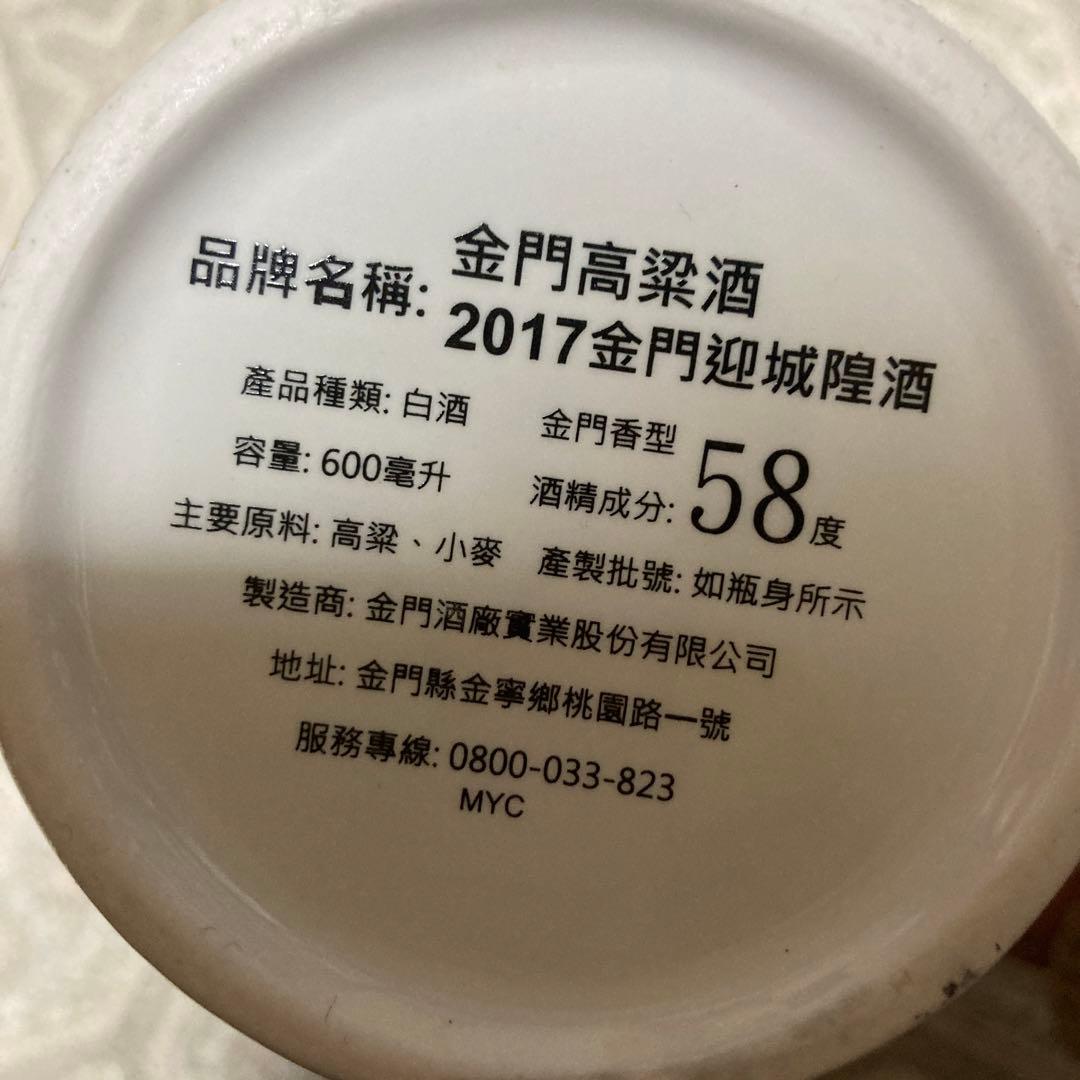 品牌名稱: 金門高粱酒
2017金門迎城隍酒
產品種類: 白酒 金門香型
容量: 600毫升 酒精成分: 58度
主要原料: 高粱、小麥 產製批號: 如瓶身所示
製造商: 金門酒廠實業股份有限公司
地址: 金門縣金寧鄉桃園路一號
服務專線: 0800-033-823
MYC